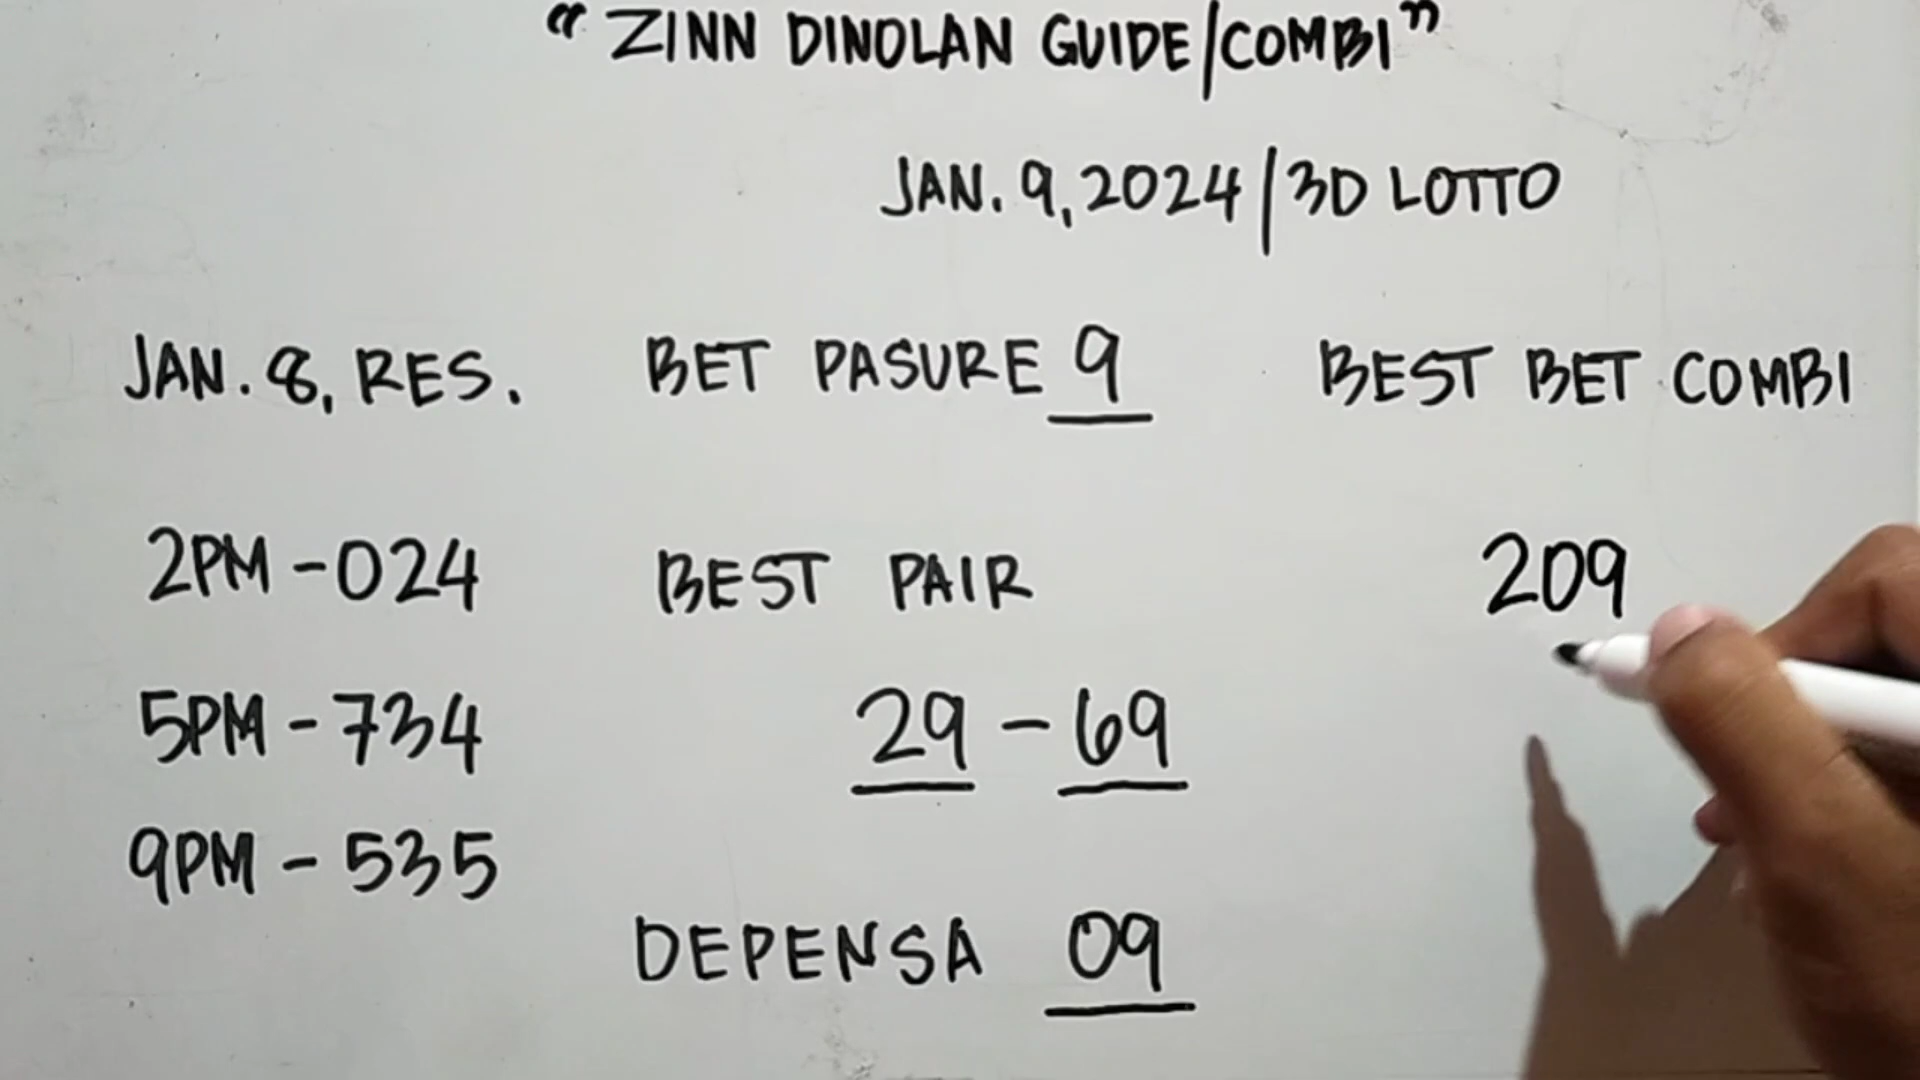 "ZINN DINOLAN GUIDE/COMBI"
JAN. 9, 2024/3D LOTTO
JAN. 8, RES.
2PM - 024
5PM - 734
9PM - 535
BET PASURE 9
BEST PAIR
29 - 69
DEPENSA 09
BEST BET COMBI
209